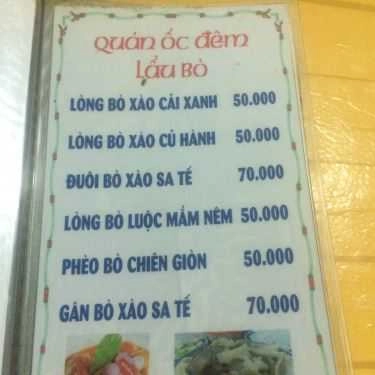 QUÁN ỐC ĐÊM
LẨU BÒ
LÒNG BÒ XÀO CẢI XANH 50.000
LÒNG BÒ XÀO CỦ HÀNH 50.000
ĐUÔI BÒ XÀO SA TẾ 70.000
LÒNG BÒ LUỘC MẮM NÊM 50.000
PHÈO BÒ CHIÊN GIÒN 50.000
GÂN BÒ XÀO SA TẾ 70.000